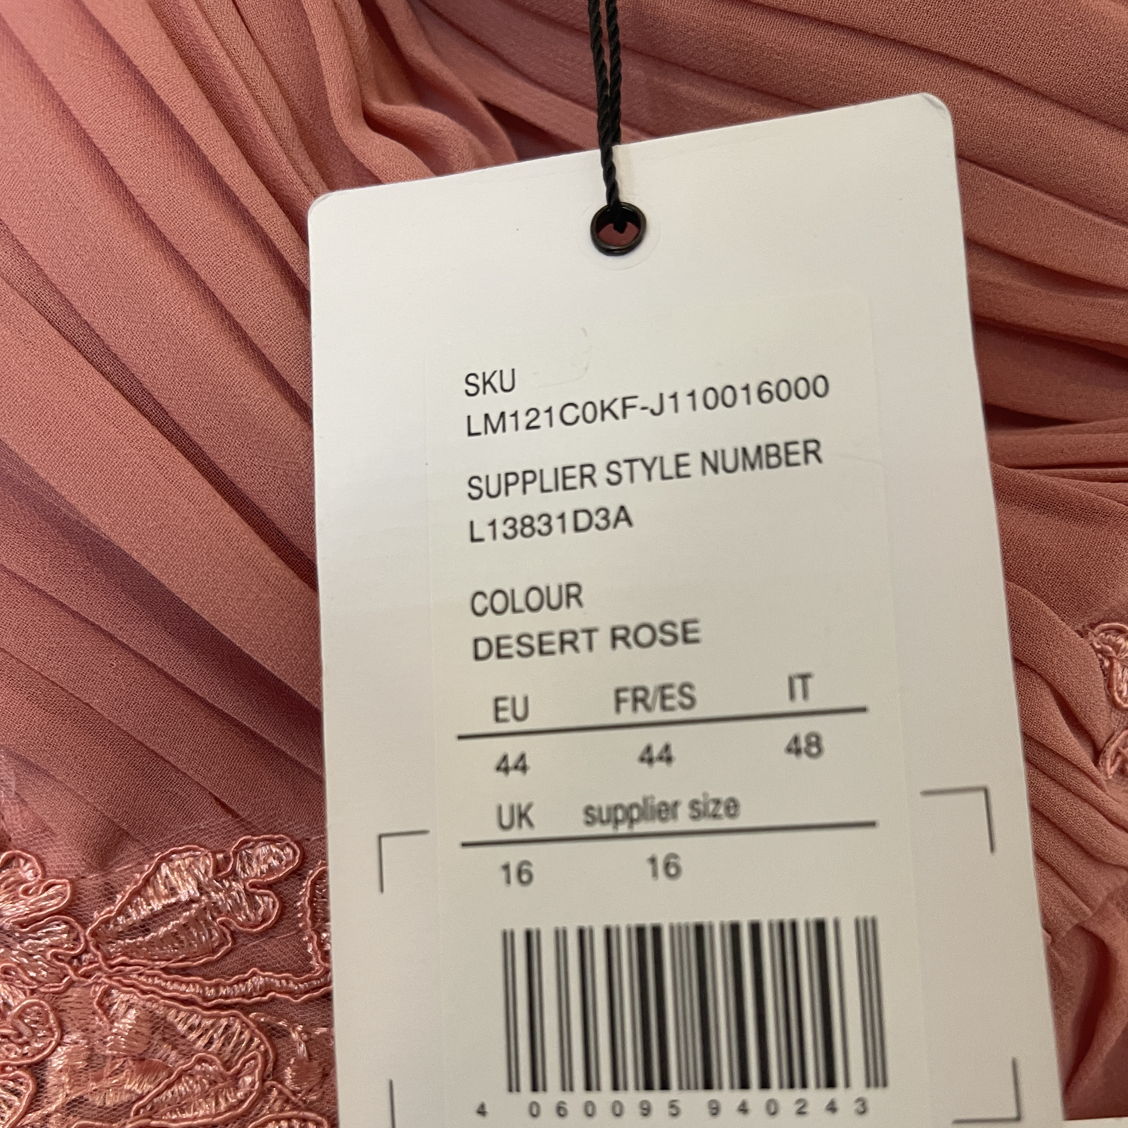 SKU
LM121C0KF-J110016000
SUPPLIER STYLE NUMBER
L13831D3A
COLOUR
DESERT ROSE
EU FR/ES IT
44 44 48
UK supplier size
16 16
4 060095 940243